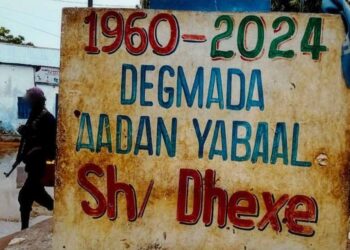 1960-2024
DEGMADA
AADAN YABAAL
Sh/ Dhexe